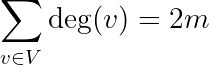 ∑_{v∈V} deg(v) = 2m